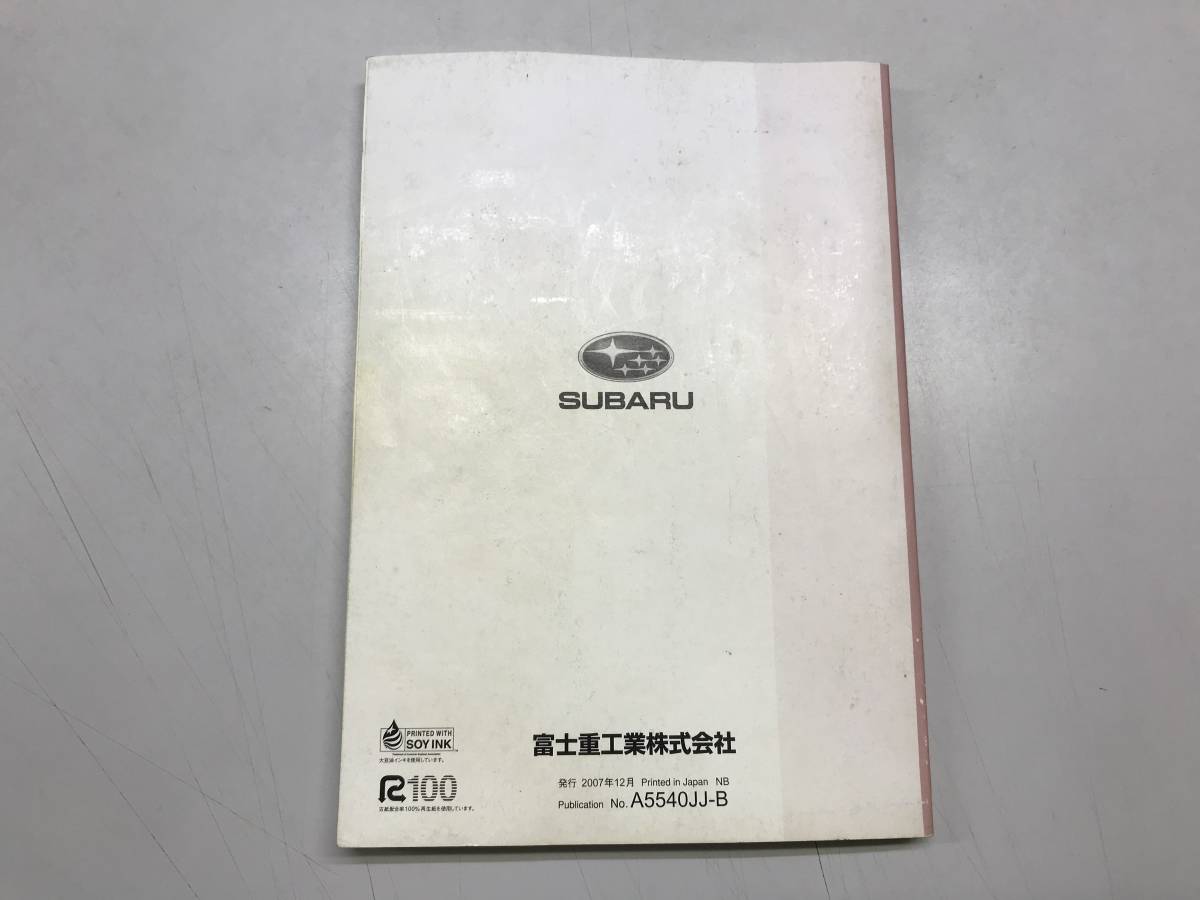 SUBARU
PRINTED WITH
SOY INK
大豆油インキを使用しています。
R100
古紙配合率100%再生紙を使用しています。
富士重工業株式会社
発行 2007年12月 Printed in Japan NB
Publication No. A5540JJ-B